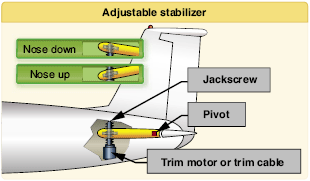 Adjustable stabilizer
Nose down
Nose up
Jackscrew
Pivot
Trim motor or trim cable